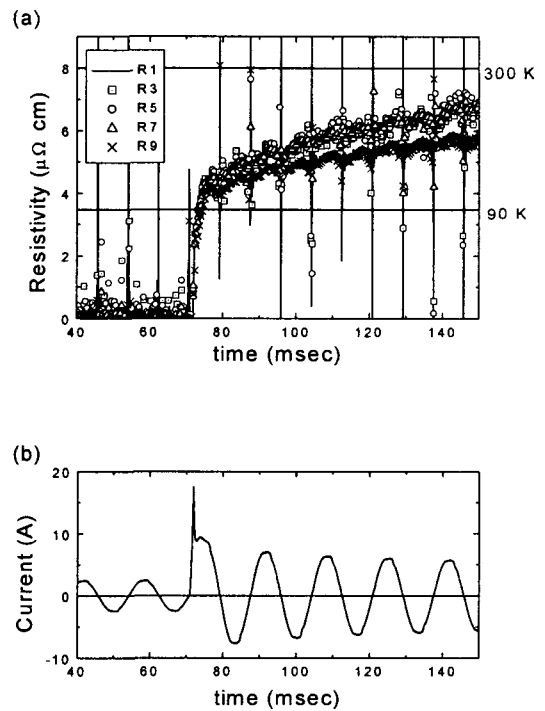 (a)
8
6
4
2
0
Resistivity (μΩ cm)
R1
R3
R5
R7
R9
300 K
90 K
40 60 80 100 120 140
time (msec)
(b)
20
10
0
-10
Current (A)
40 60 80 100 120 140
time (msec)